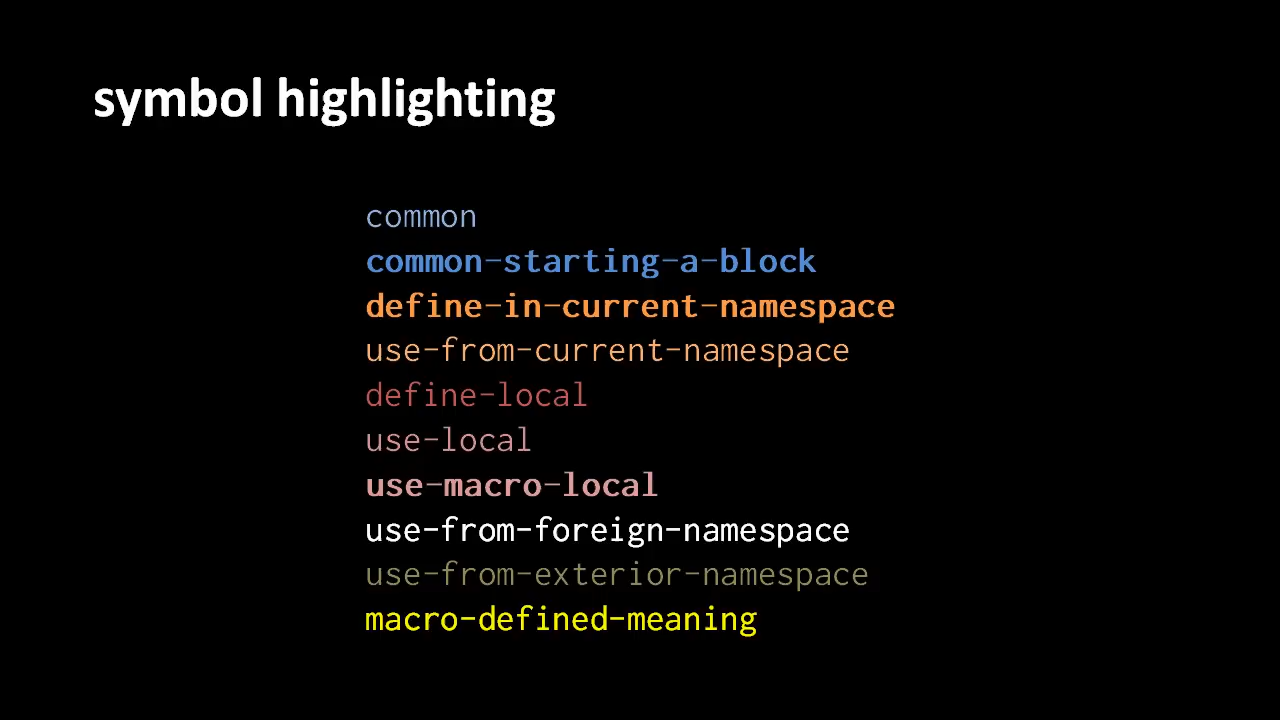 symbol highlighting
common
common-starting-a-block
define-in-current-namespace
use-from-current-namespace
define-local
use-local
use-macro-local
use-from-foreign-namespace
use-from-exterior-namespace
macro-defined-meaning